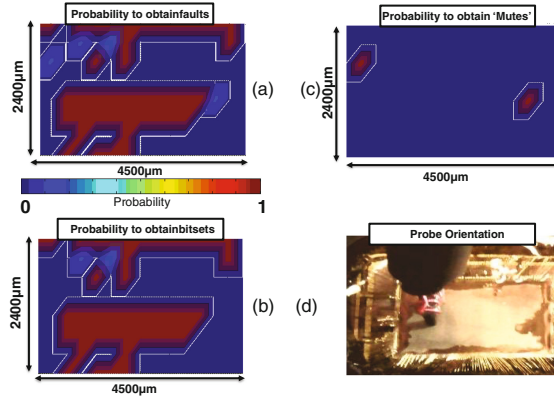 Probability to obtainfaults
2400µm
4500µm
(a)
Probability to obtain 'Mutes'
2400µm
4500µm
(c)
0
Probability
1
Probability to obtainbitsets
2400µm
4500µm
(b)
Probe Orientation
(d)